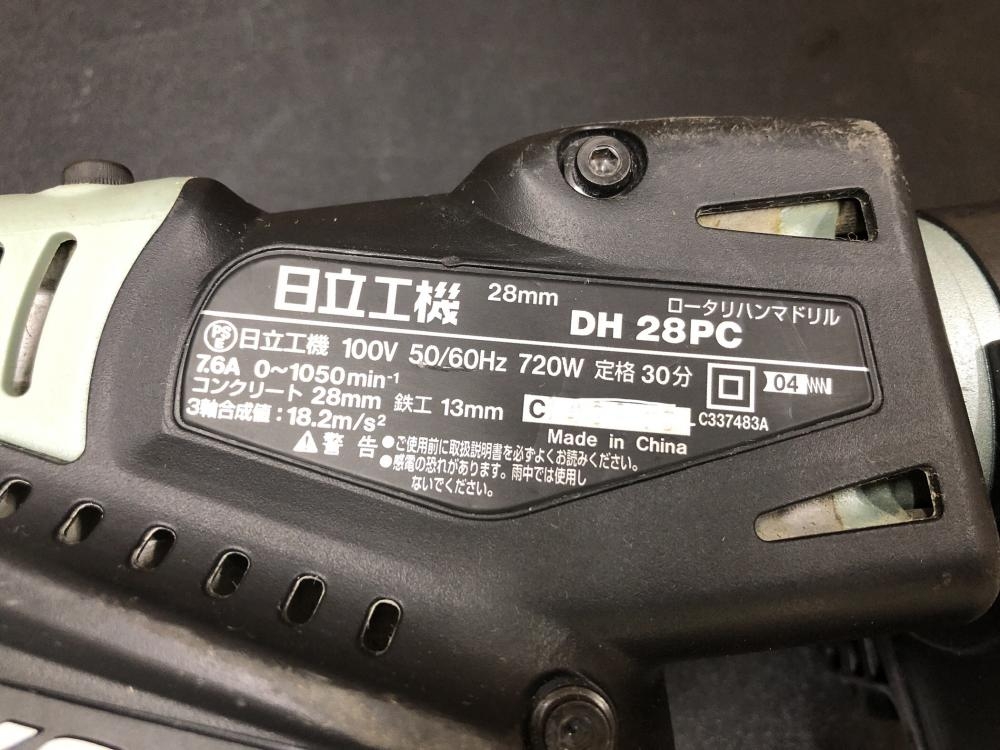 日立工機 28mm ロータリハンマドリル
DH 28PC
PSE 日立工機 100V 50/60Hz 720W 定格 30分
7.6A 0〜1050min⁻¹
04
コンクリート 28mm 鉄工 13mm C
C337483A
3軸合成値:18.2m/s²
Made in China
警告 ●ご使用前に取扱説明書を必ずよくお読みください。
●感電の恐れがあります。雨中では使用し
ないでください。